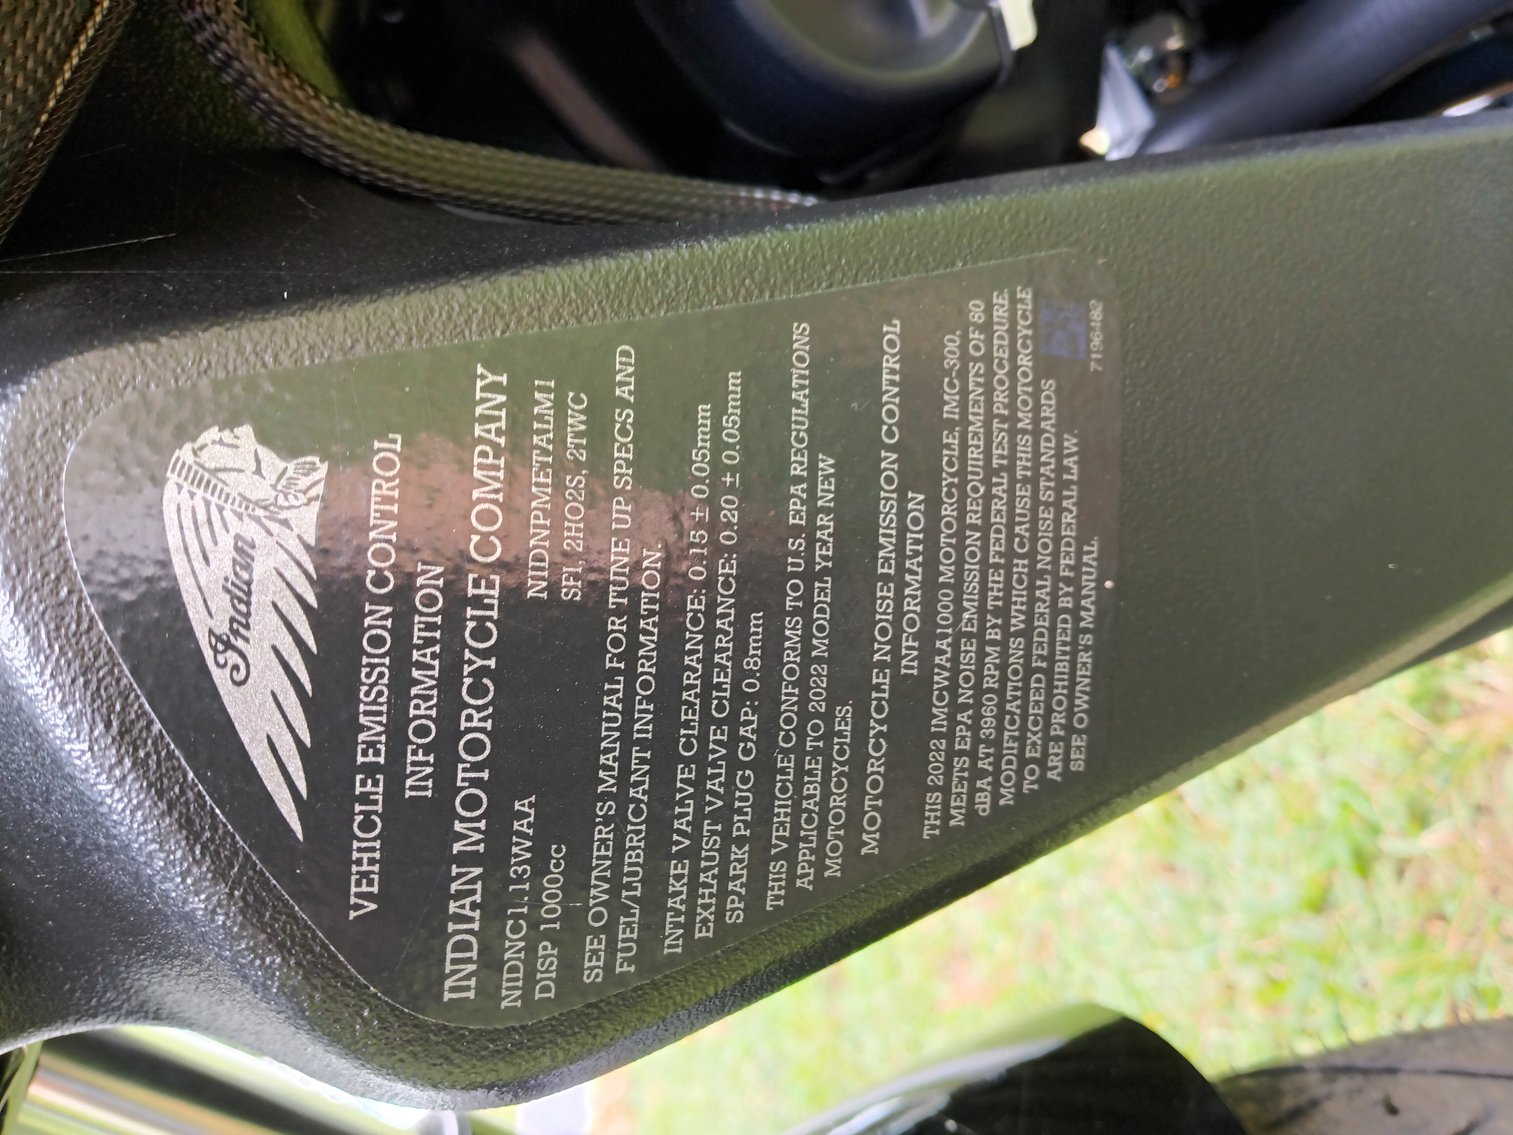 Indian
VEHICLE EMISSION CONTROL
INFORMATION
INDIAN MOTORCYCLE COMPANY
NIDNC1.13WAA NIDNPMETALM1
DISP 1000cc SFI, 2HO2S, 2TWC
SEE OWNER'S MANUAL FOR TUNE UP SPECS AND
FUEL/LUBRICANT INFORMATION.
INTAKE VALVE CLEARANCE: 0.15 ± 0.05mm
EXHAUST VALVE CLEARANCE: 0.20 ± 0.05mm
SPARK PLUG GAP: 0.8mm
THIS VEHICLE CONFORMS TO U.S. EPA REGULATIONS
APPLICABLE TO 2022 MODEL YEAR NEW
MOTORCYCLES.
MOTORCYCLE NOISE EMISSION CONTROL
INFORMATION
THIS 2022 IMCWAA1000 MOTORCYCLE, IMC-300,
MEETS EPA NOISE EMISSION REQUIREMENTS OF 80
dBA AT 3960 RPM BY THE FEDERAL TEST PROCEDURE.
MODIFICATIONS WHICH CAUSE THIS MOTORCYCLE
TO EXCEED FEDERAL NOISE STANDARDS
ARE PROHIBITED BY FEDERAL LAW.
SEE OWNER'S MANUAL.
7196482